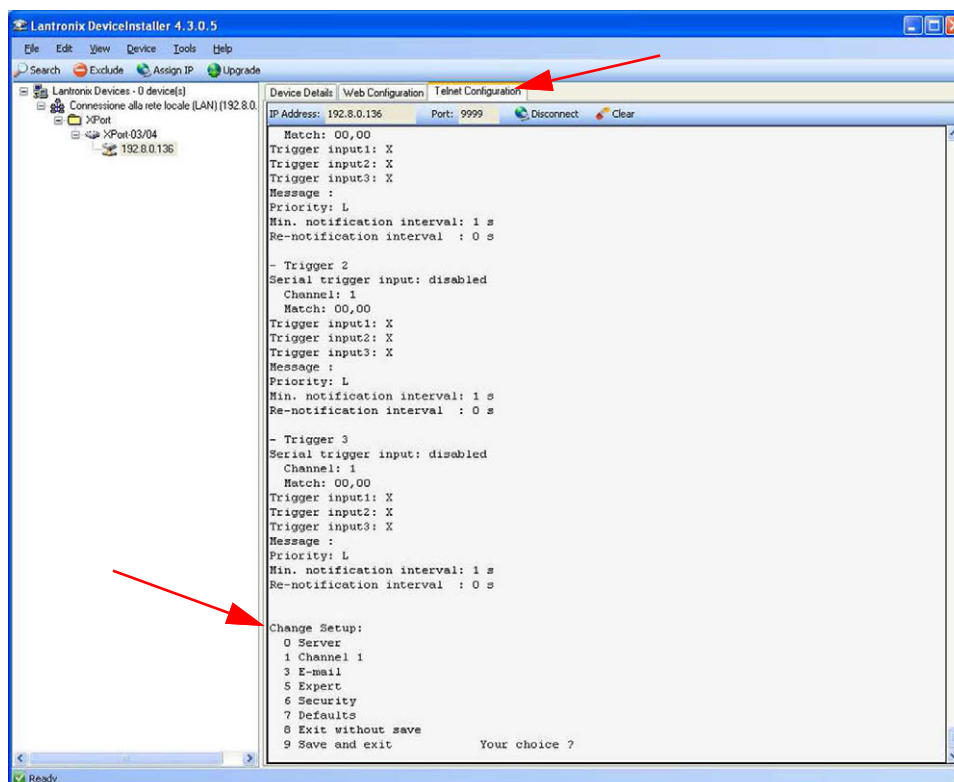 Lantronix DeviceInstaller 4.3.0.5
File Edit View Device Tools Help
Search Exclude Assign IP Upgrade
Lantronix Devices - 0 device(s)
Connessione alla rete locale (LAN) (192.8.0.
XPort
XPort-03/04
192.8.0.136
Device Details Web Configuration Telnet Configuration
IP Address: 192.8.0.136 Port: 9999 Disconnect Clear
Match: 00,00
Trigger input1: X
Trigger input2: X
Trigger input3: X
Message :
Priority: L
Min. notification interval: 1 s
Re-notification interval : 0 s
- Trigger 2
Serial trigger input: disabled
Channel: 1
Match: 00,00
Trigger input1: X
Trigger input2: X
Trigger input3: X
Message :
Priority: L
Min. notification interval: 1 s
Re-notification interval : 0 s
- Trigger 3
Serial trigger input: disabled
Channel: 1
Match: 00,00
Trigger input1: X
Trigger input2: X
Trigger input3: X
Message :
Priority: L
Min. notification interval: 1 s
Re-notification interval : 0 s
Change Setup:
0 Server
1 Channel 1
3 E-mail
5 Expert
6 Security
7 Defaults
8 Exit without save
9 Save and exit Your choice ?
Ready